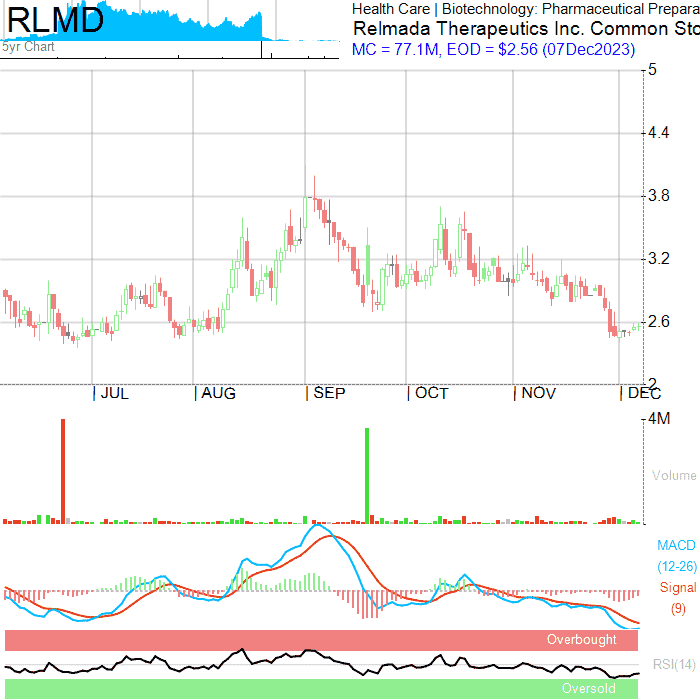 RLMD
5yr Chart
Health Care | Biotechnology: Pharmaceutical Prepara
Relmada Therapeutics Inc. Common Sto
MC = 77.1M, EOD = $2.56 (07Dec2023)
5
4.4
3.8
3.2
2.6
2
| JUL | AUG | SEP | OCT | NOV | DEC
4M
Volume
MACD
(12-26)
Signal
(9)
Overbought
RSI(14)
Oversold